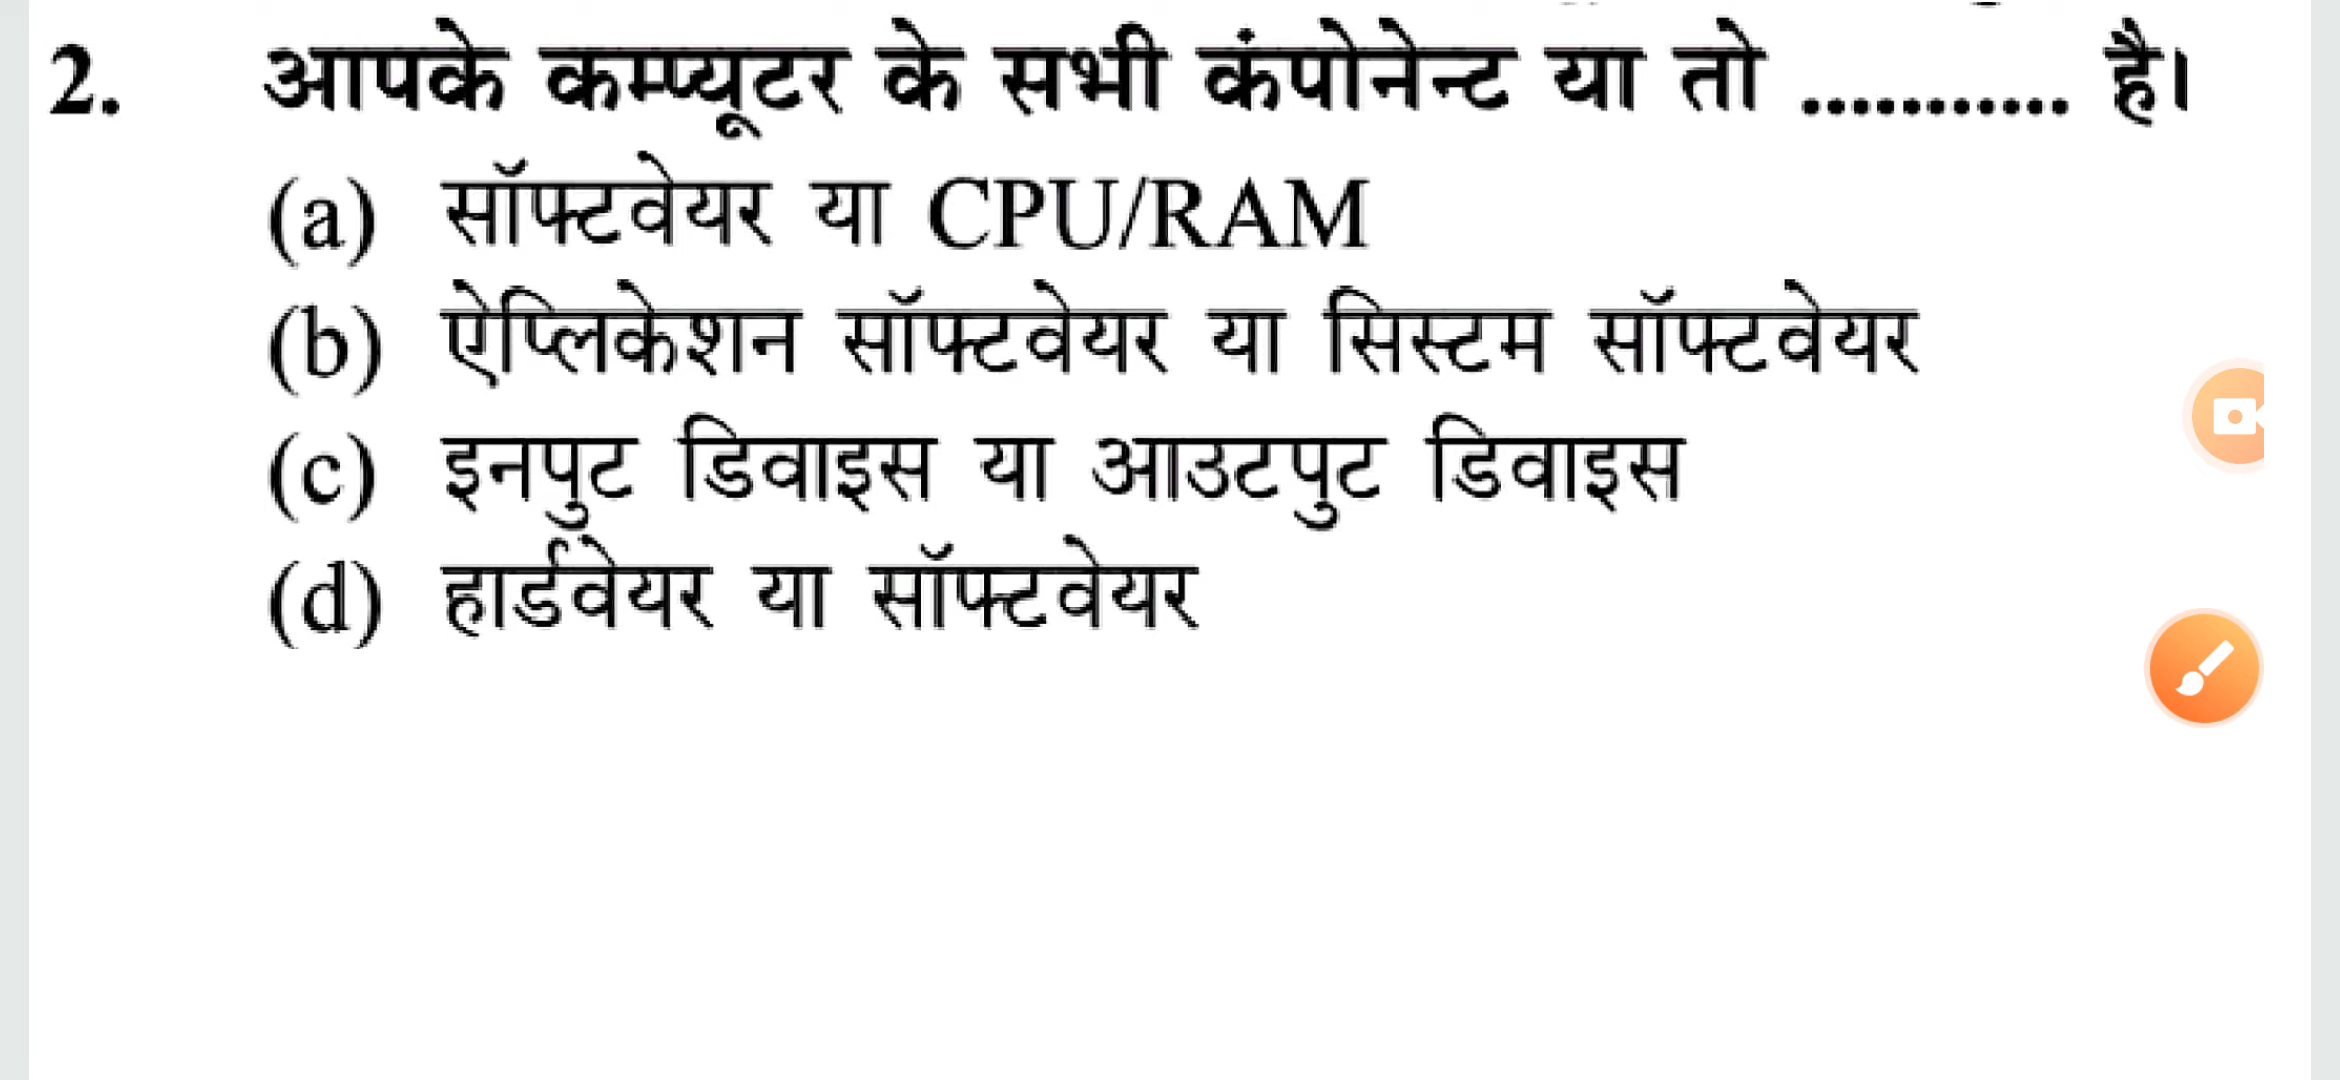 2. आपके कम्प्यूटर के सभी कंपोनेन्ट या तो ........... है।
(a) सॉफ्टवेयर या CPU/RAM
(b) ऐप्लिकेशन सॉफ्टवेयर या सिस्टम सॉफ्टवेयर
(c) इनपुट डिवाइस या आउटपुट डिवाइस
(d) हार्डवेयर या सॉफ्टवेयर